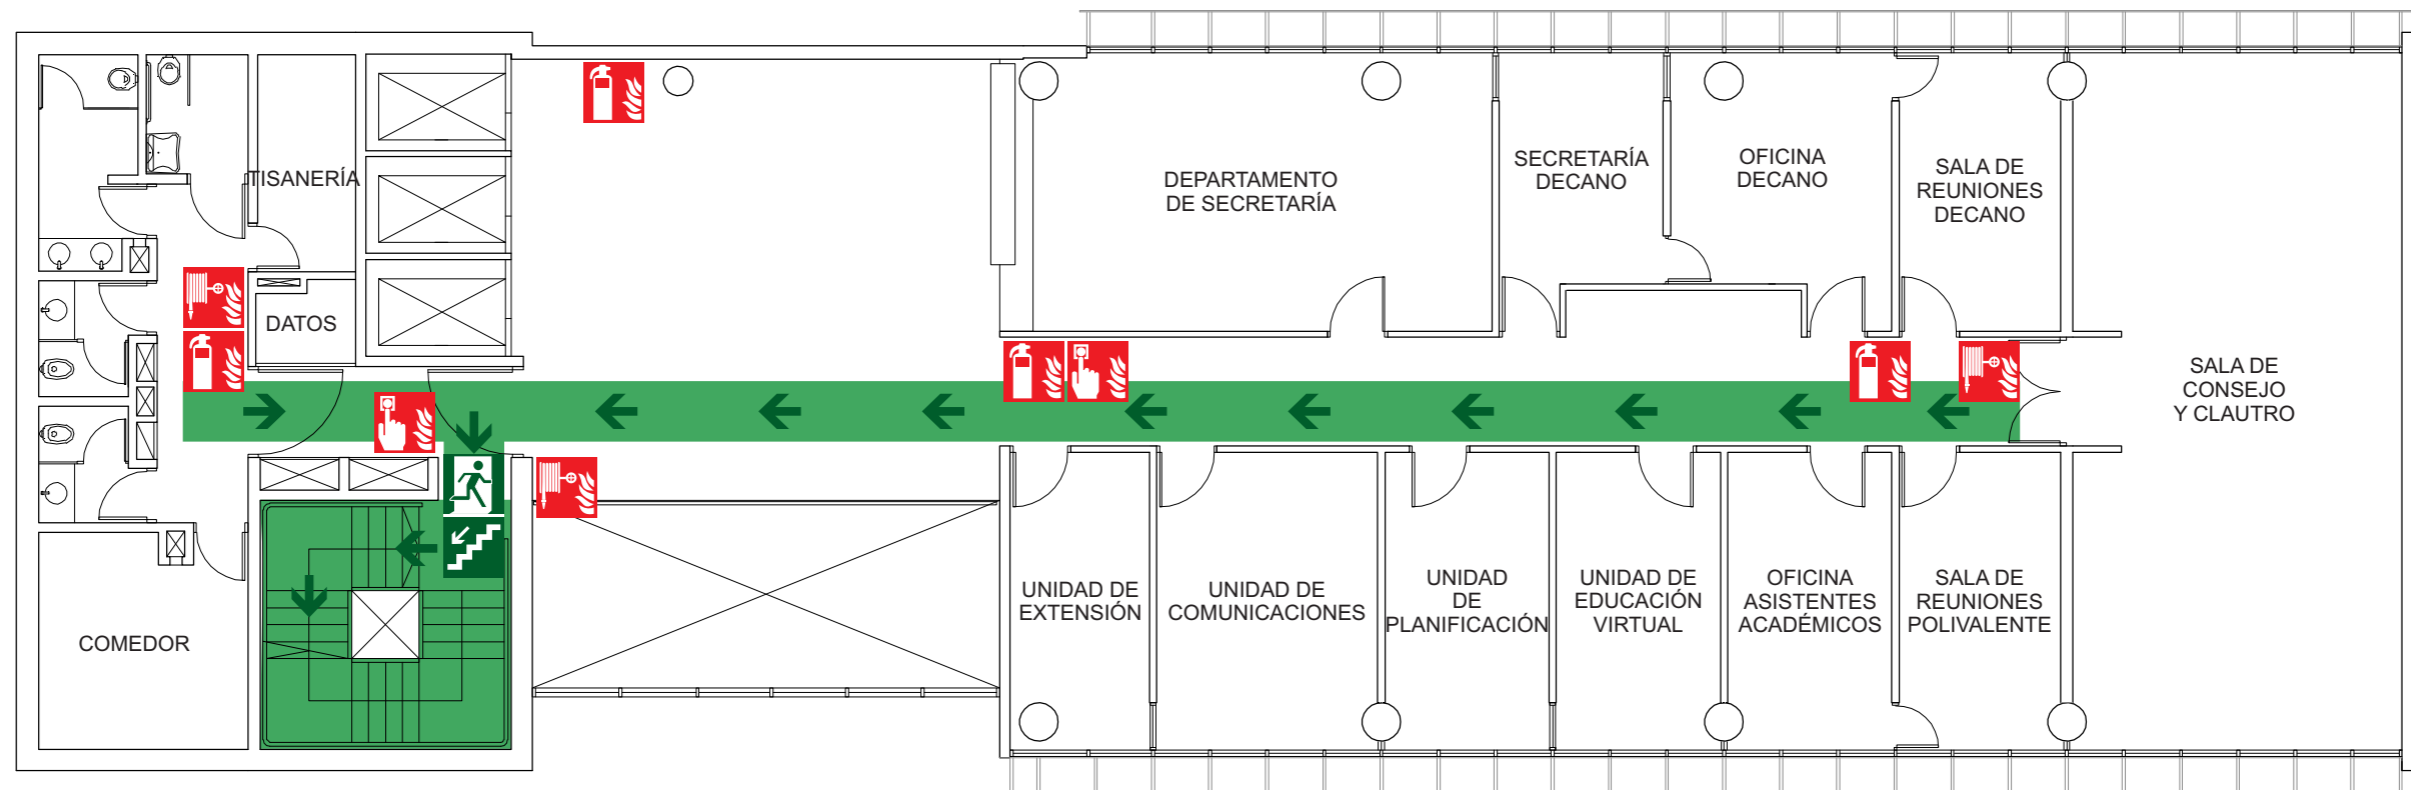 TISANERÍA
DATOS
COMEDOR
DEPARTAMENTO
DE SECRETARÍA
SECRETARÍA
DECANO
OFICINA
DECANO
SALA DE
REUNIONES
DECANO
SALA DE
CONSEJO
Y CLAUTRO
UNIDAD DE
EXTENSIÓN
UNIDAD DE
COMUNICACIONES
UNIDAD
DE
PLANIFICACIÓN
UNIDAD DE
EDUCACIÓN
VIRTUAL
OFICINA
ASISTENTES
ACADÉMICOS
SALA DE
REUNIONES
POLIVALENTE